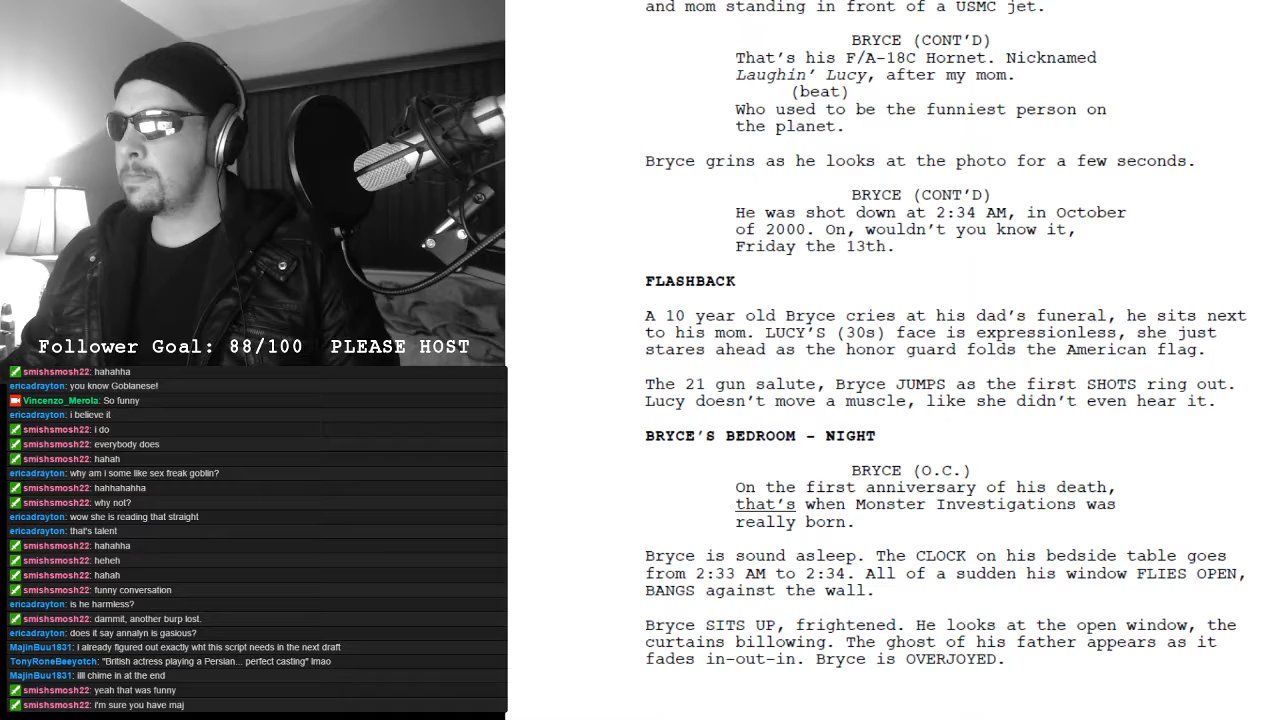 Follower Goal: 88/100 PLEASE HOST
smishsmosh22: hahahha
ericadrayton: you know Goblanese!
Vincenzo_Merola: So funny
ericadrayton: i believe it
smishsmosh22: i do
smishsmosh22: everybody does
smishsmosh22: hahah
ericadrayton: why am i some like sex freak goblin?
smishsmosh22: hahhahahha
smishsmosh22: why not?
ericadrayton: wow she is reading that straight
ericadrayton: that's talent
smishsmosh22: hahahha
smishsmosh22: heheh
smishsmosh22: hahah
smishsmosh22: funny conversation
ericadrayton: is he harmless?
smishsmosh22: dammit, another burp lost.
ericadrayton: does it say annalyn is gasious?
MajinBuu1831: i already figured out exactly wht this script needs in the next draft
TonyRoneBeeyotch: "British actress playing a Persian... perfect casting" lmao
MajinBuu1831: illl chime in at the end
smishsmosh22: yeah that was funny
smishsmosh22: i'm sure you have maj
and mom standing in front of a USMC jet.
BRYCE (CONT'D)
That's his F/A-18C Hornet. Nicknamed
Laughin' Lucy, after my mom.
(beat)
Who used to be the funniest person on
the planet.
Bryce grins as he looks at the photo for a few seconds.
BRYCE (CONT'D)
He was shot down at 2:34 AM, in October
of 2000. On, wouldn't you know it,
Friday the 13th.
FLASHBACK
A 10 year old Bryce cries at his dad's funeral, he sits next
to his mom. LUCY'S (30s) face is expressionless, she just
stares ahead as the honor guard folds the American flag.
The 21 gun salute, Bryce JUMPS as the first SHOTS ring out.
Lucy doesn't move a muscle, like she didn't even hear it.
BRYCE'S BEDROOM - NIGHT
BRYCE (O.C.)
On the first anniversary of his death,
that's when Monster Investigations was
really born.
Bryce is sound asleep. The CLOCK on his bedside table goes
from 2:33 AM to 2:34. All of a sudden his window FLIES OPEN,
BANGS against the wall.
Bryce SITS UP, frightened. He looks at the open window, the
curtains billowing. The ghost of his father appears as it
fades in-out-in. Bryce is OVERJOYED.